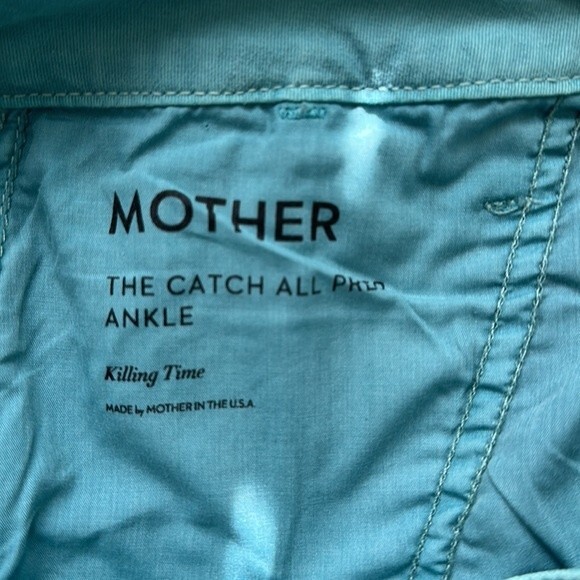 MOTHER
THE CATCH ALL
ANKLE
Killing Time
MADE by MOTHER IN THE U.S.A.